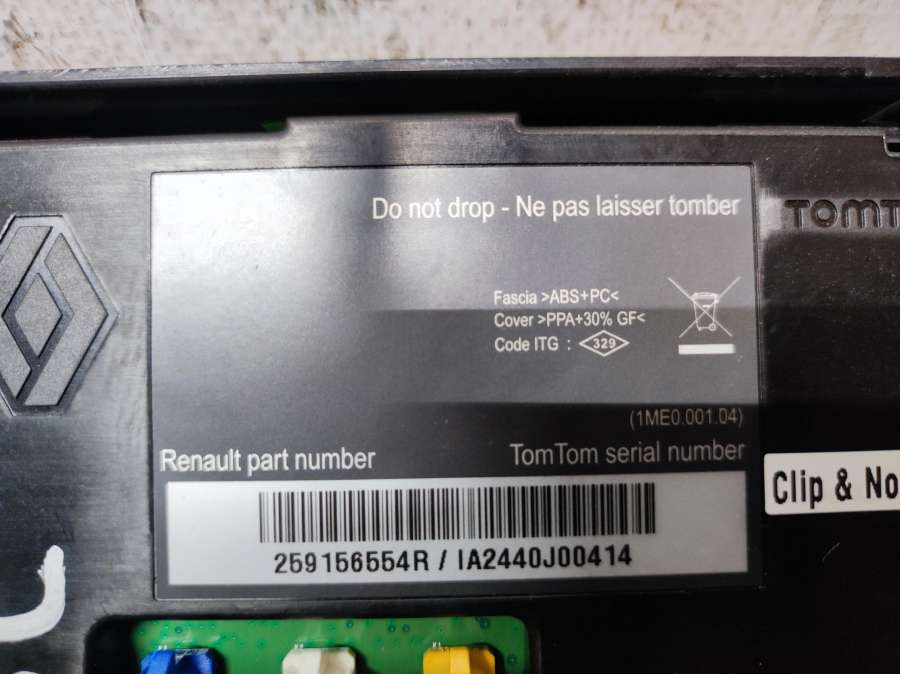 Do not drop - Ne pas laisser tomber
TOMT
Fascia >ABS+PC<
Cover >PPA+30% GF<
Code ITG : 329
(1ME0.001.04)
Renault part number
TomTom serial number
Clip & No
259156554R / IA2440J00414